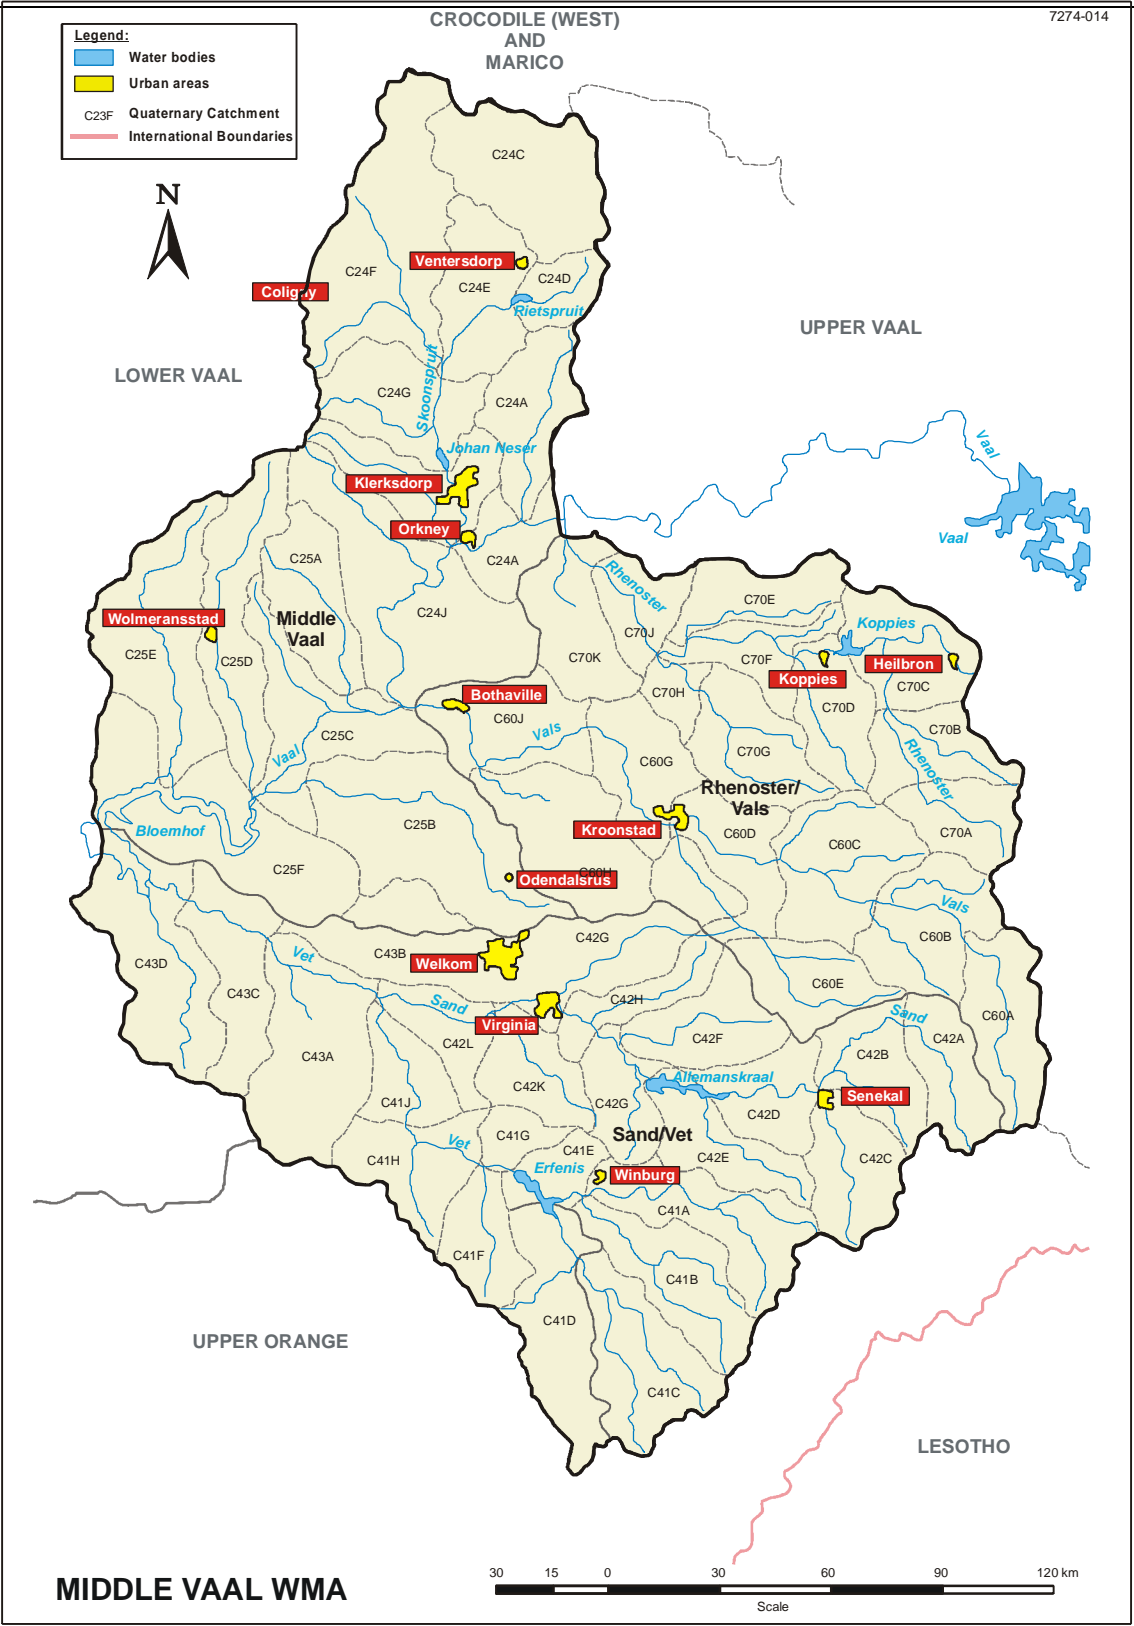 CROCODILE (WEST)
AND
MARICO
7274-014
Legend:
Water bodies
Urban areas
C23F Quaternary Catchment
International Boundaries
N
C24C
Ventersdorp
C24F
C24D
C24E
Coligny
Rietspruit
UPPER VAAL
LOWER VAAL
Skoonspruit
C24G
C24A
Vaal
Johan Neser
Klerksdorp
Orkney
Vaal
C25A
C24A
Rhenoster
C70E
Wolmeransstad
Middle
Vaal
C24J
C70J
Koppies
C25E
C25D
C70K
C70F
Heilbron
Koppies
C70H
C70C
Bothaville
C60J
C70D
Vals
C25C
C70B
Vaal
C60G
C70G
Rhenoster
Rhenoster/
Vals
Bloemhof
C25B
Kroonstad
C60D
C70A
C60C
C25F
C60H
Odendalsrus
Vals
C42G
C60B
Vet
C43B
Welkom
C43D
C43C
C60E
Sand
C42H
Sand
C60A
Virginia
C42L
C42F
C42A
C43A
C42B
Allemanskraal
C42K
Senekal
C41J
C42G
C42D
C41G
Sand/Vet
Vet
C41E
C42E
C42C
C41H
Erfenis
Winburg
C41A
C41F
C41B
C41D
UPPER ORANGE
C41C
LESOTHO
MIDDLE VAAL WMA
30 15 0 30 60 90 120 km
Scale